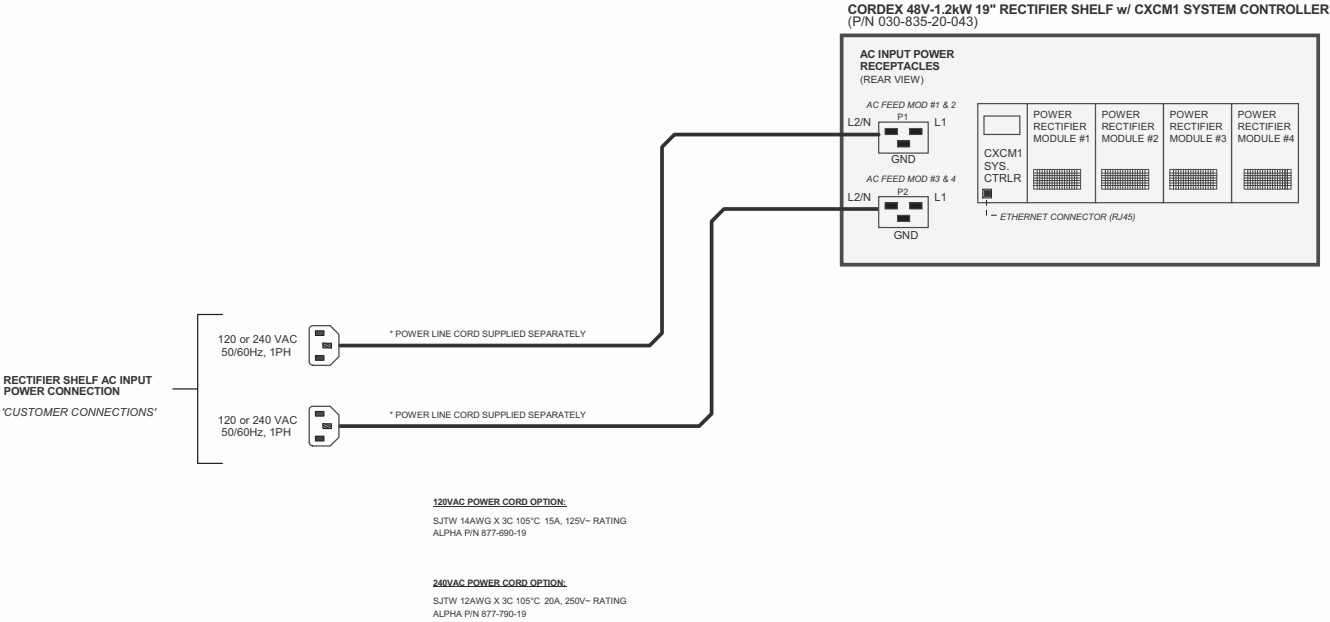 CORDEX 48V-1.2kW 19" RECTIFIER SHELF w/ CXCM1 SYSTEM CONTROLLER
(P/N 030-835-20-043)
AC INPUT POWER
RECEPTACLES
(REAR VIEW)
AC FEED MOD #1 & 2
L2/N
P1
L1
GND
AC FEED MOD #3 & 4
L2/N
P2
L1
GND
CXCM1
SYS.
CTRLR
POWER
RECTIFIER
MODULE #1
POWER
RECTIFIER
MODULE #2
POWER
RECTIFIER
MODULE #3
POWER
RECTIFIER
MODULE #4
ETHERNET CONNECTOR (RJ45)
RECTIFIER SHELF AC INPUT
POWER CONNECTION
'CUSTOMER CONNECTIONS'
120 or 240 VAC
50/60Hz, 1PH
* POWER LINE CORD SUPPLIED SEPARATELY
120 or 240 VAC
50/60Hz, 1PH
* POWER LINE CORD SUPPLIED SEPARATELY
120VAC POWER CORD OPTION:
SJTW 14AWG X 3C 105°C 15A, 125V~ RATING
ALPHA P/N 877-690-19
240VAC POWER CORD OPTION:
SJTW 12AWG X 3C 105°C 20A, 250V~ RATING
ALPHA P/N 877-790-19